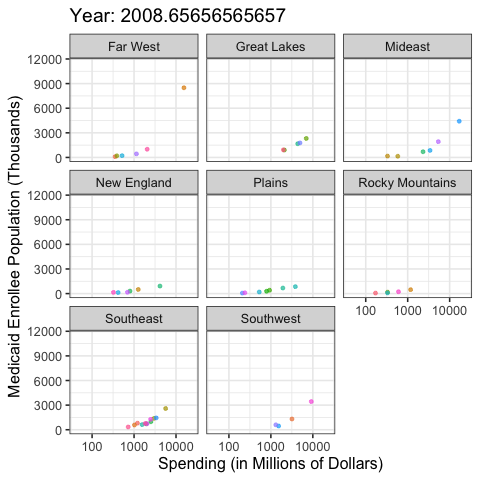 Year: 2008.65656565657
Far West Great Lakes Mideast
12000
9000
6000
3000
0
New England Plains Rocky Mountains
12000
9000
6000
3000
0
100 1000 10000
Southeast Southwest
12000
9000
6000
3000
0
100 1000 10000 100 1000 10000
Spending (in Millions of Dollars)
Medicaid Enrollee Population (Thousands)